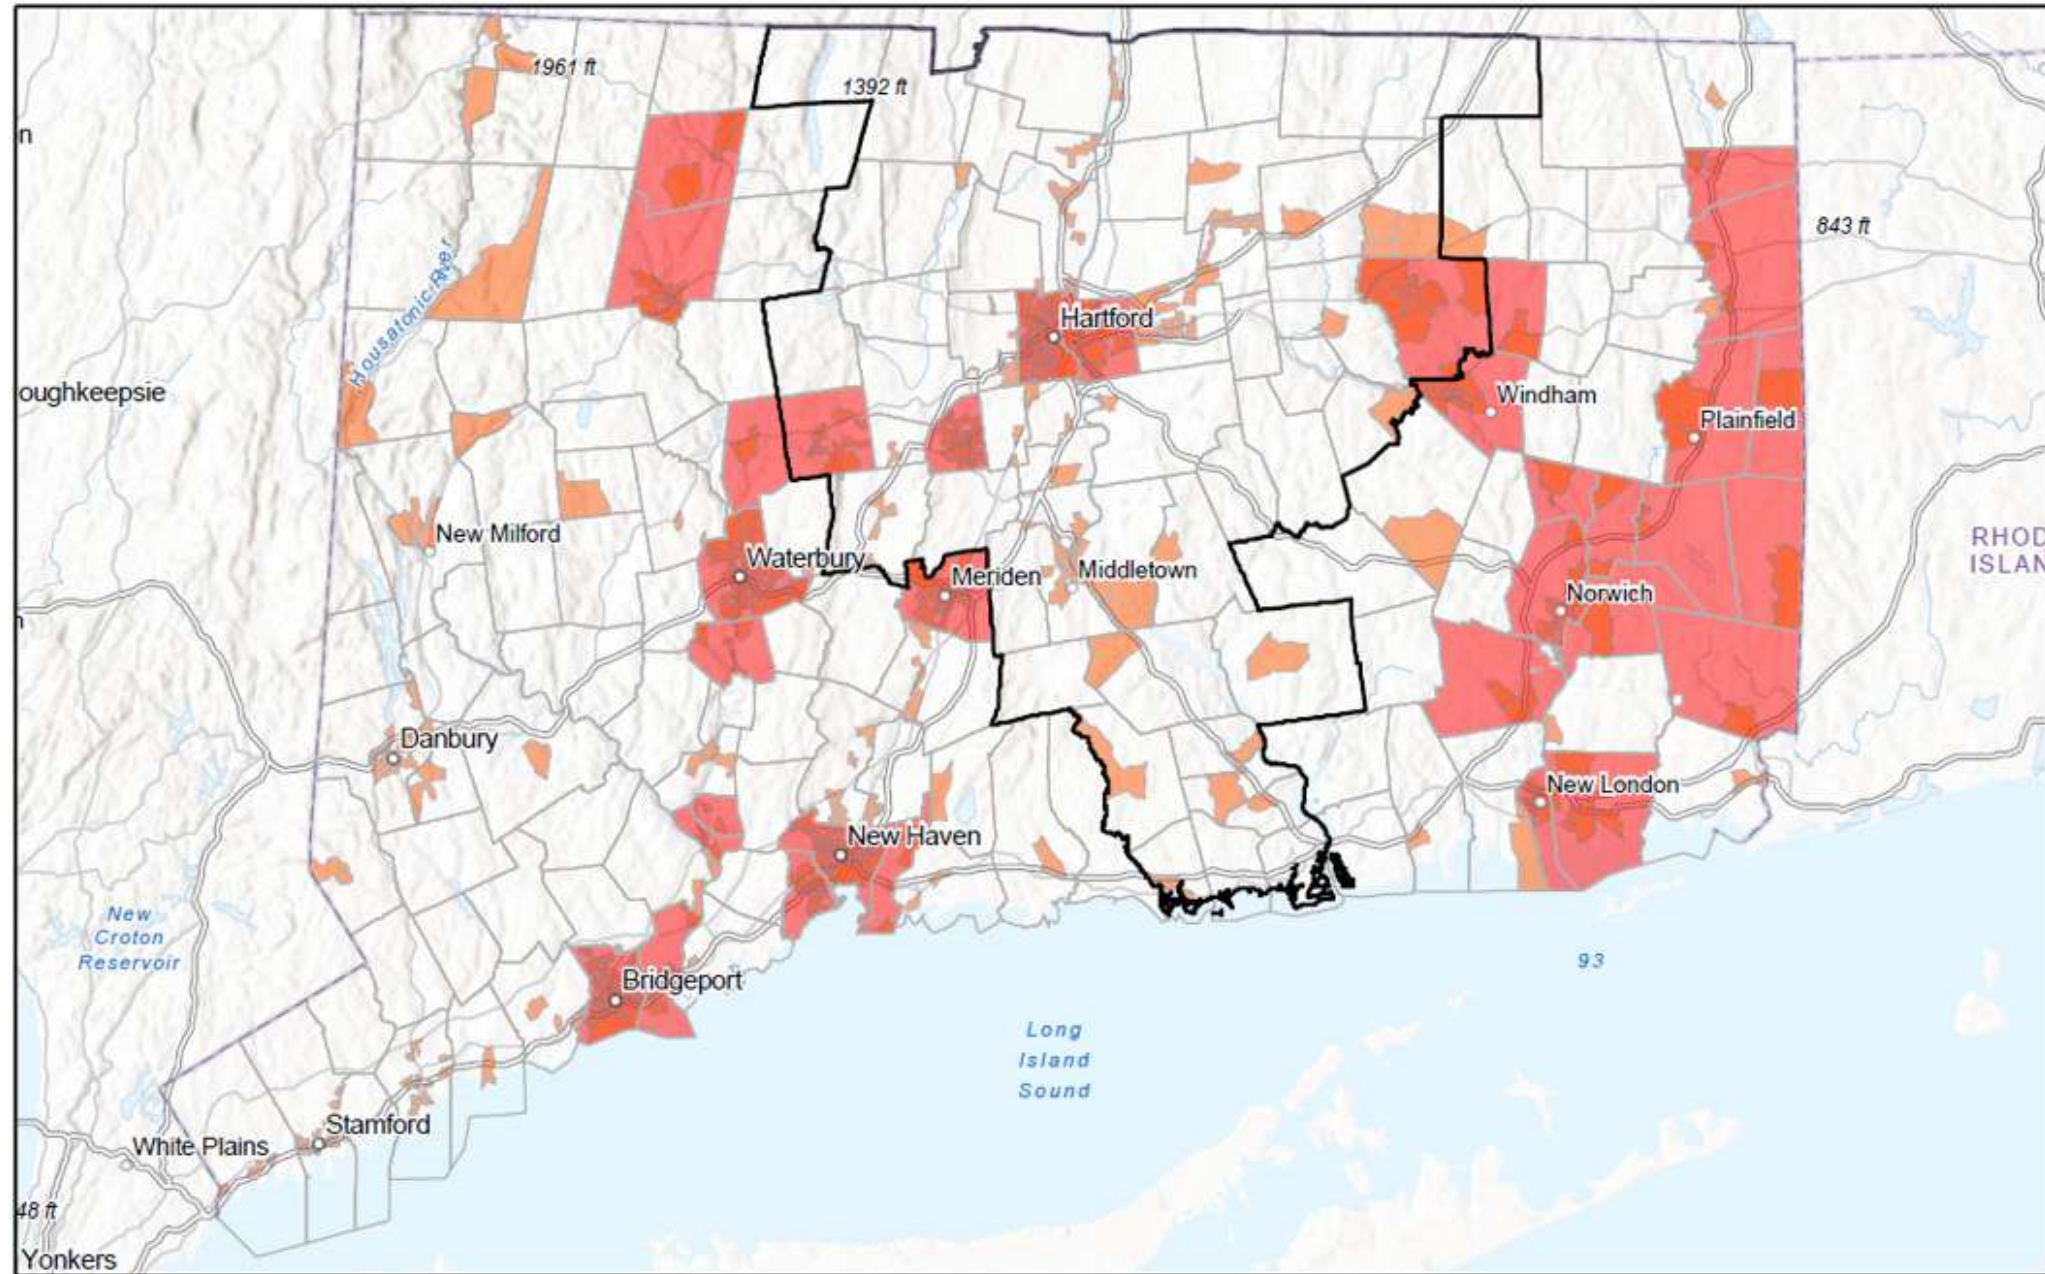 1961 ft
1392 ft
n
843 ft
Housatonic River
Hartford
oughkeepsie
Windham
Plainfield
New Milford
Waterbury
Meriden
Middletown
Norwich
RHOD
ISLAN
Danbury
New London
New Haven
New
Croton
Reservoir
Bridgeport
93
Long
Island
Sound
Stamford
White Plains
48 ft
Yonkers